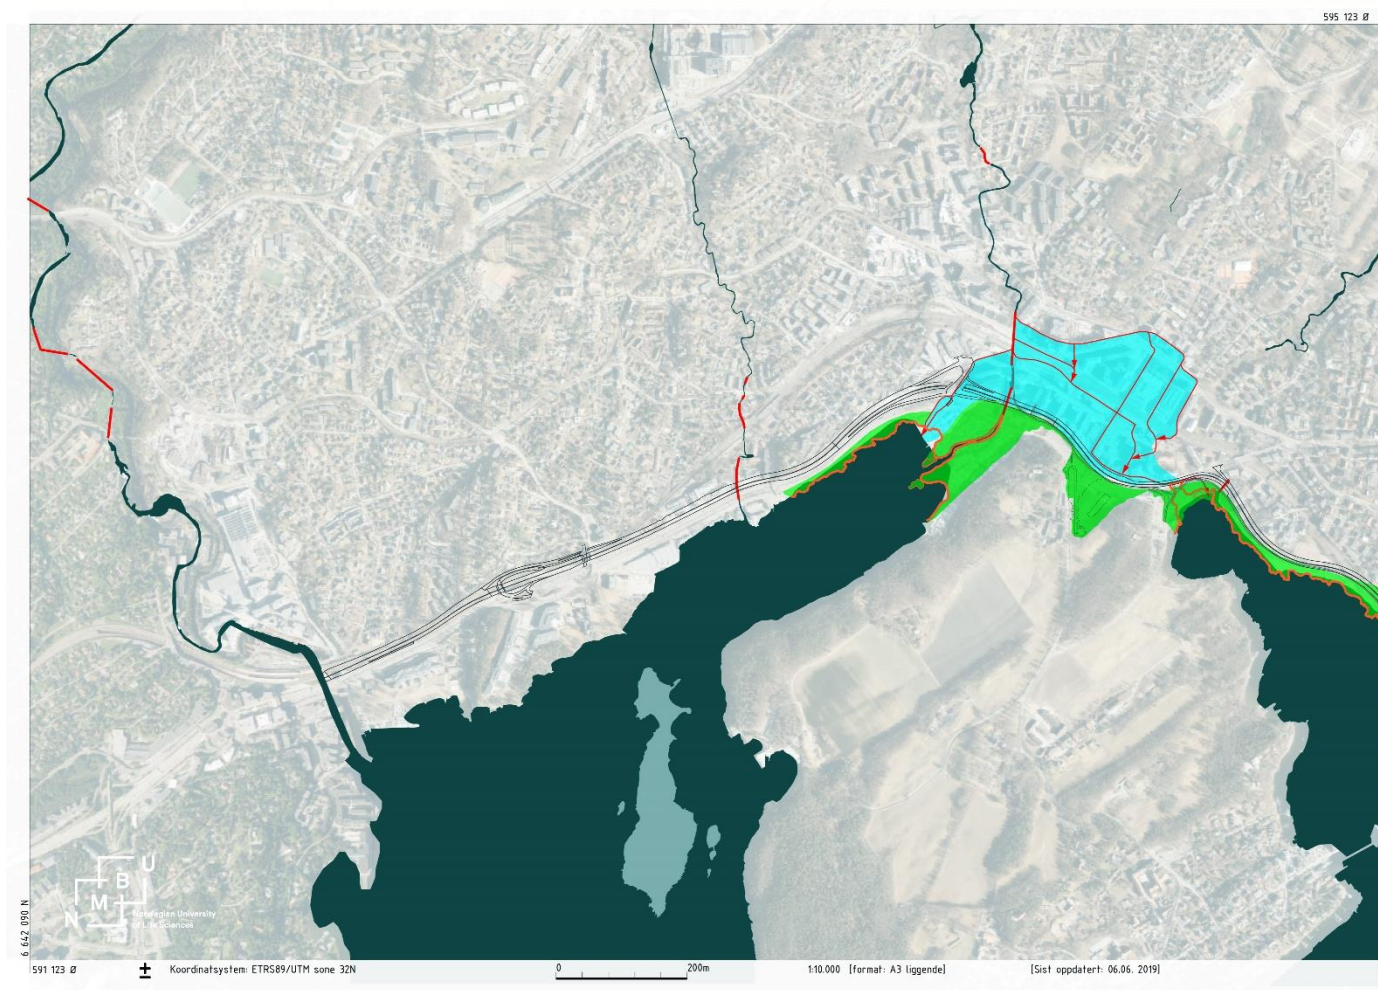 595 123 Ø
N M B U
Norwegian University
of Life Sciences
6 642 090 N
591 123 Ø
± Koordinatsystem: ETRS89/UTM sone 32N
0 200m
1:10.000 [format: A3 liggende]
[Sist oppdatert: 06.06. 2019]